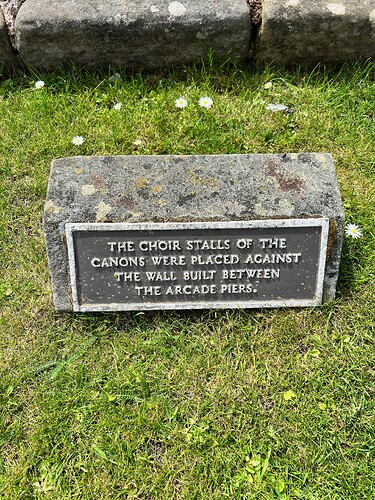 THE CHOIR STALLS OF THE
CANONS WERE PLACED AGAINST
THE WALL BUILT BETWEEN
THE ARCADE PIERS.